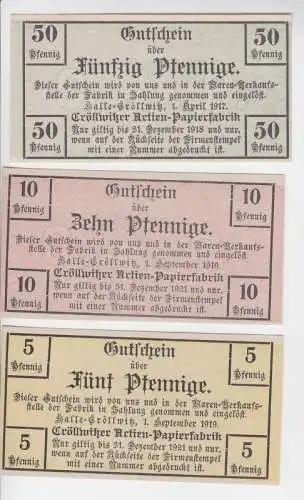 50
Pfennig
Gutschein
über
50
Pfennig
Fünfzig Pfennige.
Dieser Gutschein wird von uns und in der Waren-Verkaufs-
stelle der Fabrik in Zahlung genommen und eingelöst.
Halle-Cröllwitz, 1. April 1917.
50
Pfennig
Cröllwitzer Actien-Papierfabrik
Nur giltig bis 31. Dezember 1918 und nur,
wenn auf der Rückseite der Firmenstempel
mit einer Nummer abgedruckt ist.
50
Pfennig
10
Pfennig
Gutschein
über
10
Pfennig
Zehn Pfennige.
Dieser Gutschein wird von uns und in der Waren-Verkaufs-
stelle der Fabrik in Zahlung genommen und eingelöst.
Halle-Cröllwitz, 1. September 1919.
10
Pfennig
Cröllwitzer Actien-Papierfabrik
Nur giltig bis 31. Dezember 1921 und nur,
wenn auf der Rückseite der Firmenstempel
mit einer Nummer abgedruckt ist.
10
Pfennig
5
Pfennig
Gutschein
über
5
Pfennig
Fünf Pfennige.
Dieser Gutschein wird von uns und in der Waren-Verkaufs-
stelle der Fabrik in Zahlung genommen und eingelöst.
Halle-Cröllwitz, 1. September 1919.
5
Pfennig
Cröllwitzer Actien-Papierfabrik
Nur giltig bis 31. Dezember 1921 und nur,
wenn auf der Rückseite der Firmenstempel
mit einer Nummer abgedruckt ist.
5
Pfennig